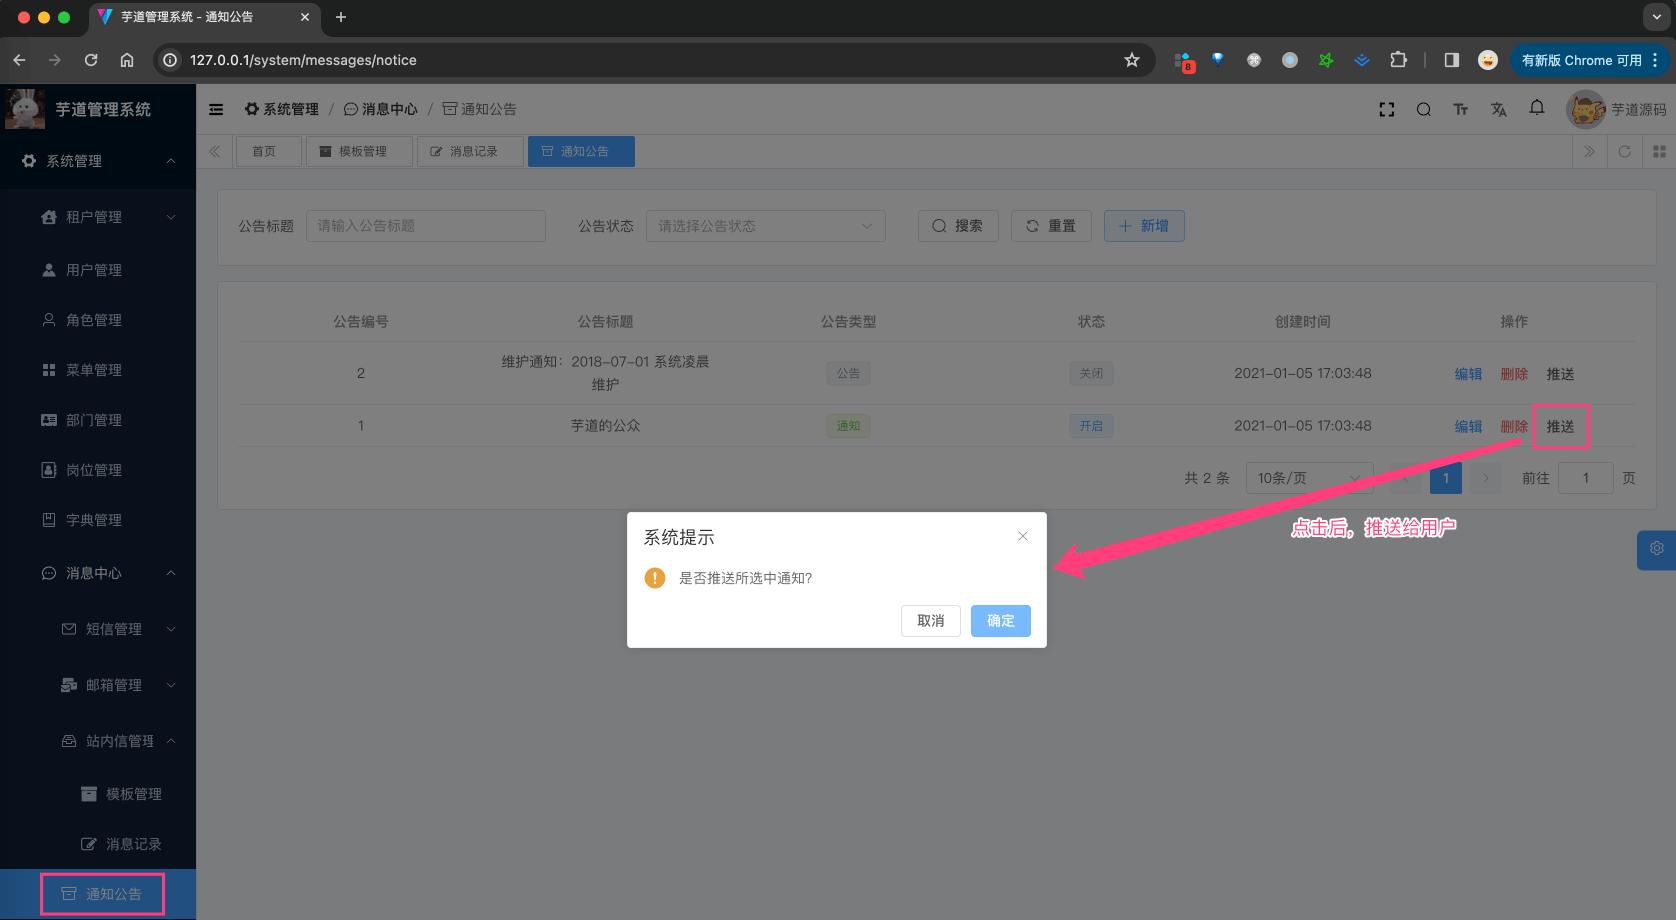 芋道管理系统 - 通知公告
127.0.0.1/system/messages/notice
8
有新版 Chrome 可用
芋道管理系统
系统管理 / 消息中心 / 通知公告
芋道源码
首页
模板管理
消息记录
通知公告
系统管理
租户管理
用户管理
角色管理
菜单管理
部门管理
岗位管理
字典管理
消息中心
短信管理
邮箱管理
站内信管理
模板管理
消息记录
通知公告
公告标题 请输入公告标题 公告状态 请选择公告状态 搜索 重置 新增
公告编号 公告标题 公告类型 状态 创建时间 操作
2 维护通知：2018-07-01 系统凌晨 公告 关闭 2021-01-05 17:03:48 编辑 删除 推送
维护
1 芋道的公众 通知 开启 2021-01-05 17:03:48 编辑 删除 推送
共 2 条 10条/页 1 前往 1 页
点击后，推送给用户
系统提示
是否推送所选中通知?
取消 确定